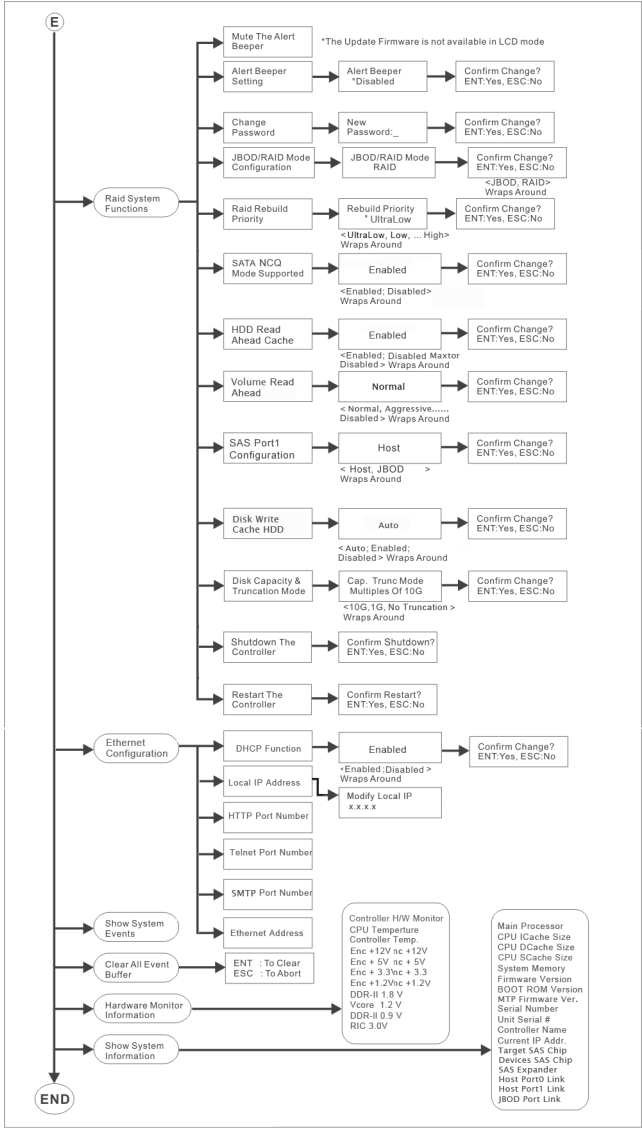 E
Mute The Alert
Beeper
*The Update Firmware is not available in LCD mode
Alert Beeper
Setting
Alert Beeper
*Disabled
Confirm Change?
ENT:Yes, ESC:No
Change
Password
New
Password:_
Confirm Change?
ENT:Yes, ESC:No
JBOD/RAID Mode
Configuration
JBOD/RAID Mode
RAID
Confirm Change?
ENT:Yes, ESC:No
<JBOD, RAID>
Wraps Around
Raid System
Functions
Raid Rebuild
Priority
Rebuild Priority
* UltraLow
Confirm Change?
ENT:Yes, ESC:No
<UltraLow, Low, ... High>
Wraps Around
SATA NCQ
Mode Supported
Enabled
Confirm Change?
ENT:Yes, ESC:No
<Enabled; Disabled>
Wraps Around
HDD Read
Ahead Cache
Enabled
Confirm Change?
ENT:Yes, ESC:No
<Enabled; Disabled Maxtor
Disabled > Wraps Around
Volume Read
Ahead
Normal
Confirm Change?
ENT:Yes, ESC:No
< Normal, Aggressive......
Disabled > Wraps Around
SAS Port1
Configuration
Host
Confirm Change?
ENT:Yes, ESC:No
< Host, JBOD >
Wraps Around
Disk Write
Cache HDD
Auto
Confirm Change?
ENT:Yes, ESC:No
< Auto; Enabled;
Disabled > Wraps Around
Disk Capacity &
Truncation Mode
Cap. Trunc Mode
Multiples Of 10G
Confirm Change?
ENT:Yes, ESC:No
<10G,1G, No Truncation >
Wraps Around
Shutdown The
Controller
Confirm Shutdown?
ENT:Yes, ESC:No
Restart The
Controller
Confirm Restart?
ENT:Yes, ESC:No
Ethernet
Configuration
DHCP Function
Enabled
Confirm Change?
ENT:Yes, ESC:No
<Enabled ;Disabled >
Wraps Around
Local IP Address
Modify Local IP
x.x.x.x
HTTP Port Number
Telnet Port Number
SMTP Port Number
Ethernet Address
Show System
Events
Clear All Event
Buffer
ENT : To Clear
ESC : To Abort
Hardware Monitor
Information
Controller H/W Monitor
CPU Temperture
Controller Temp.
Enc +12V nc +12V
Enc + 5V nc + 5V
Enc + 3.3Vnc + 3.3
Enc +1.2Vnc +1.2V
DDR-II 1.8 V
Vcore 1.2 V
DDR-II 0.9 V
RIC 3.0V
Show System
Information
Main Processor
CPU ICache Size
CPU DCache Size
CPU SCache Size
System Memory
Firmware Version
BOOT ROM Version
MTP Firmware Ver.
Serial Number
Unit Serial #
Controller Name
Current IP Addr.
Target SAS Chip
Devices SAS Chip
SAS Expander
Host Port0 Link
Host Port1 Link
JBOD Port Link
END